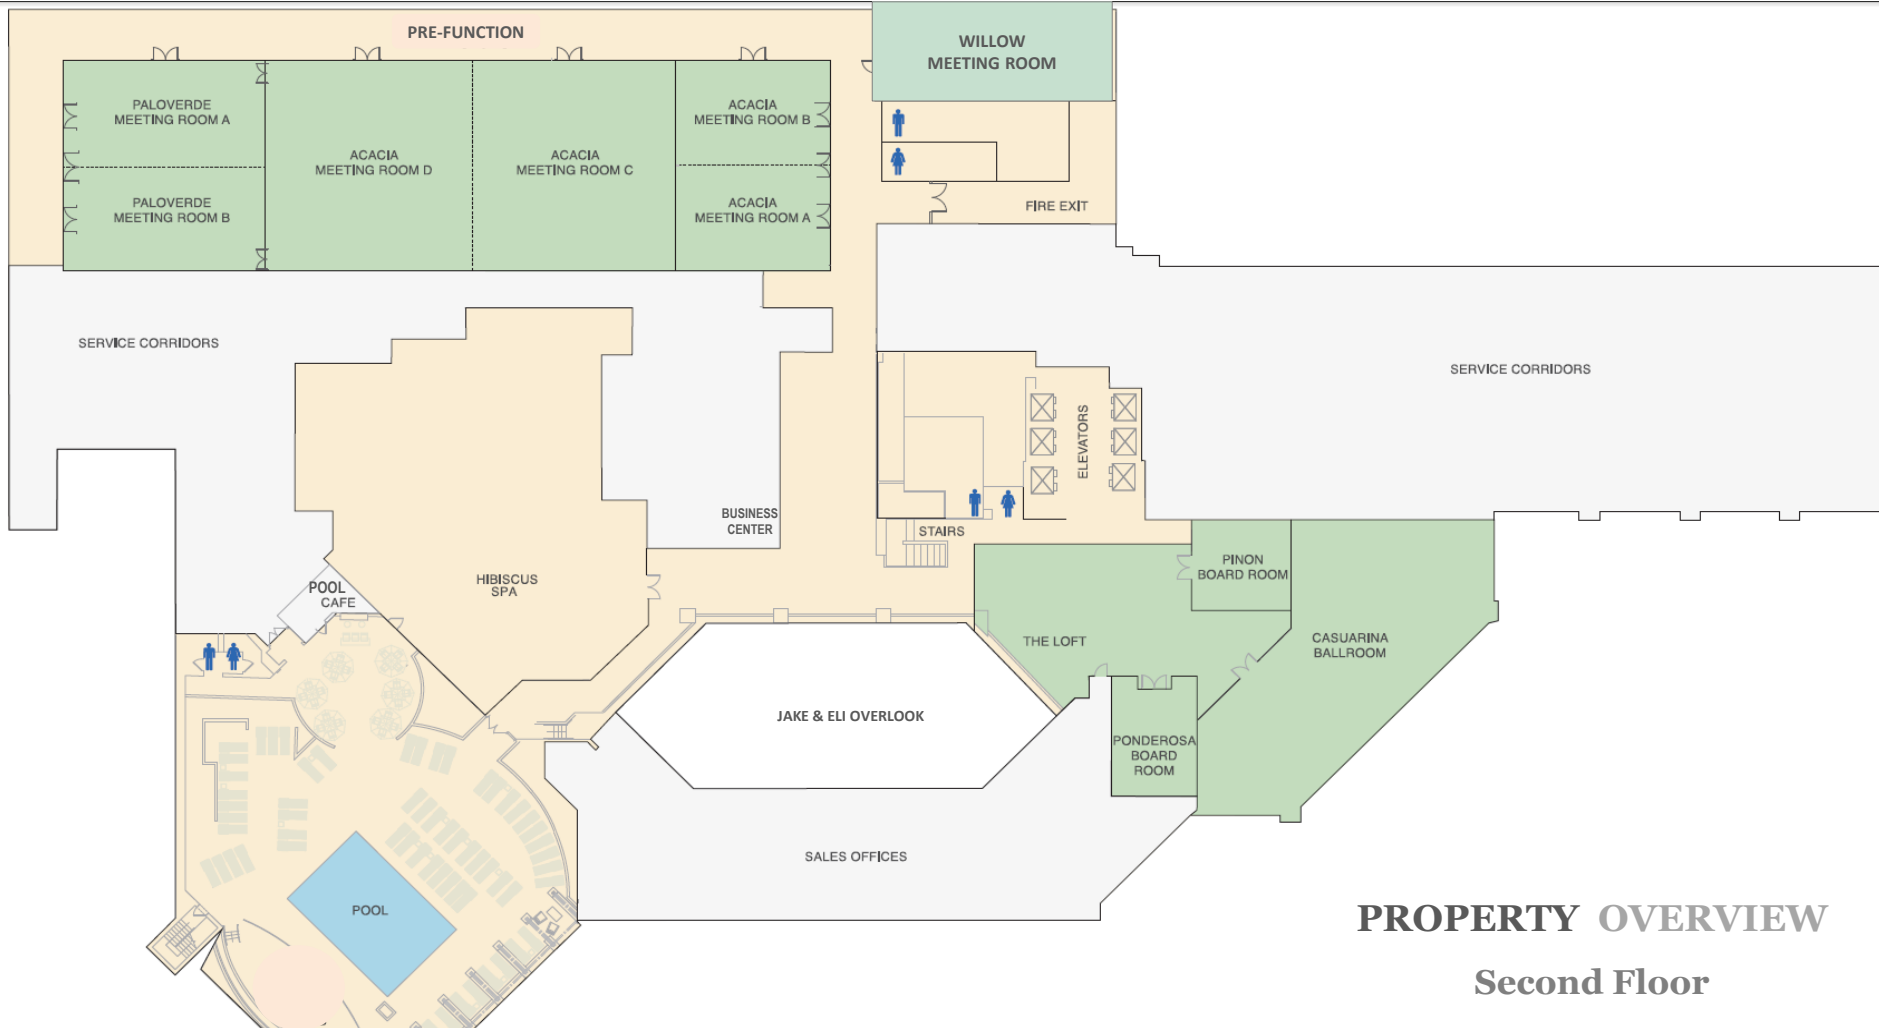 PRE-FUNCTION
WILLOW
MEETING ROOM
PALOVERDE
MEETING ROOM A
ACACIA
MEETING ROOM B
ACACIA
MEETING ROOM D
ACACIA
MEETING ROOM C
PALOVERDE
MEETING ROOM B
ACACIA
MEETING ROOM A
FIRE EXIT
SERVICE CORRIDORS
SERVICE CORRIDORS
ELEVATORS
BUSINESS
CENTER
STAIRS
HIBISCUS
SPA
POOL
CAFE
PINON
BOARD ROOM
THE LOFT
CASUARINA
BALLROOM
JAKE & ELI OVERLOOK
PONDEROSA
BOARD
ROOM
SALES OFFICES
POOL
PROPERTY OVERVIEW
Second Floor